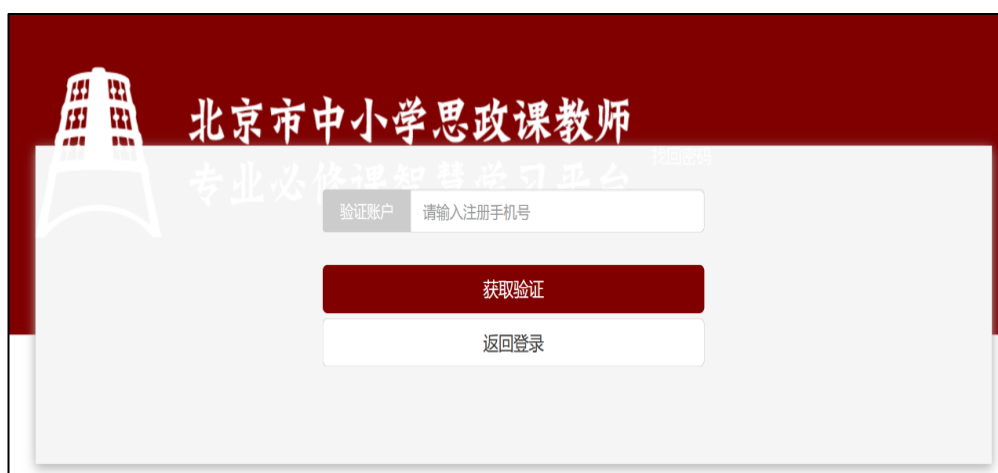 北京市中小学思政课教师
专业必修课智慧学习平台
找回密码
验证账户 请输入注册手机号
获取验证
返回登录